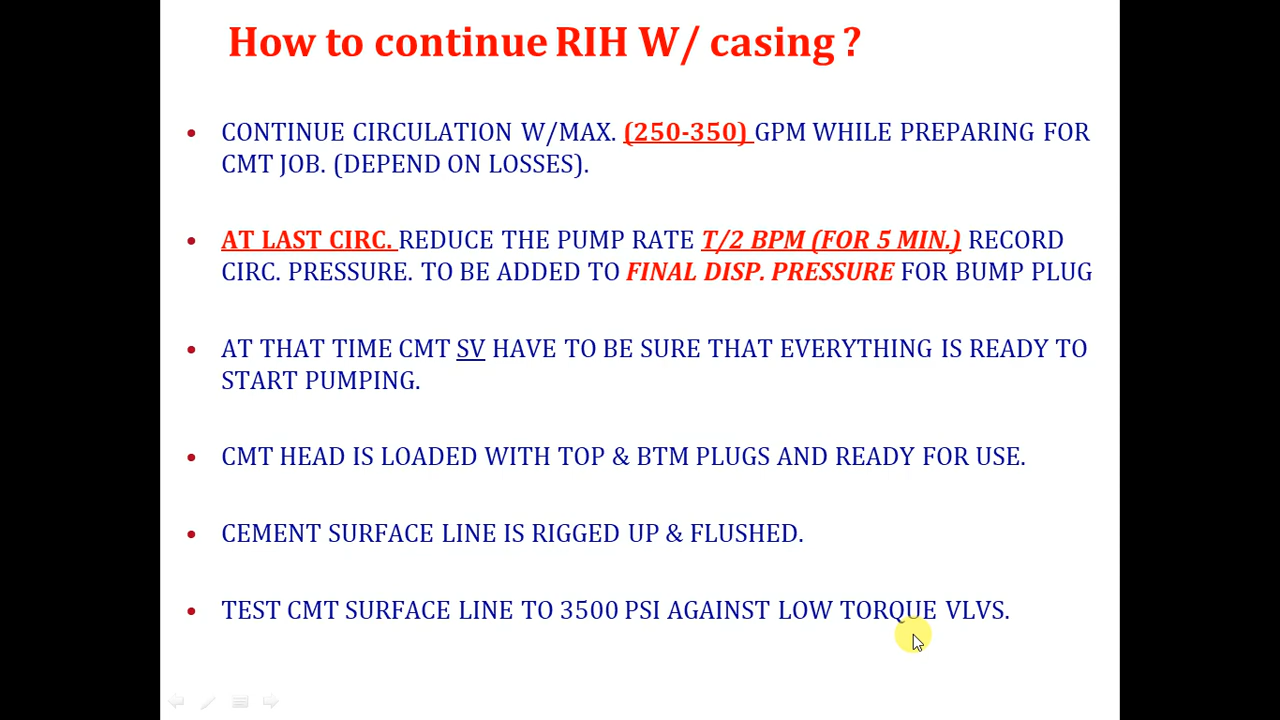 How to continue RIH W/ casing ?
• CONTINUE CIRCULATION W/MAX. (250-350) GPM WHILE PREPARING FOR
CMT JOB. (DEPEND ON LOSSES).
• AT LAST CIRC. REDUCE THE PUMP RATE T/2 BPM (FOR 5 MIN.) RECORD
CIRC. PRESSURE. TO BE ADDED TO FINAL DISP. PRESSURE FOR BUMP PLUG
• AT THAT TIME CMT SV HAVE TO BE SURE THAT EVERYTHING IS READY TO
START PUMPING.
• CMT HEAD IS LOADED WITH TOP & BTM PLUGS AND READY FOR USE.
• CEMENT SURFACE LINE IS RIGGED UP & FLUSHED.
• TEST CMT SURFACE LINE TO 3500 PSI AGAINST LOW TORQUE VLVS.